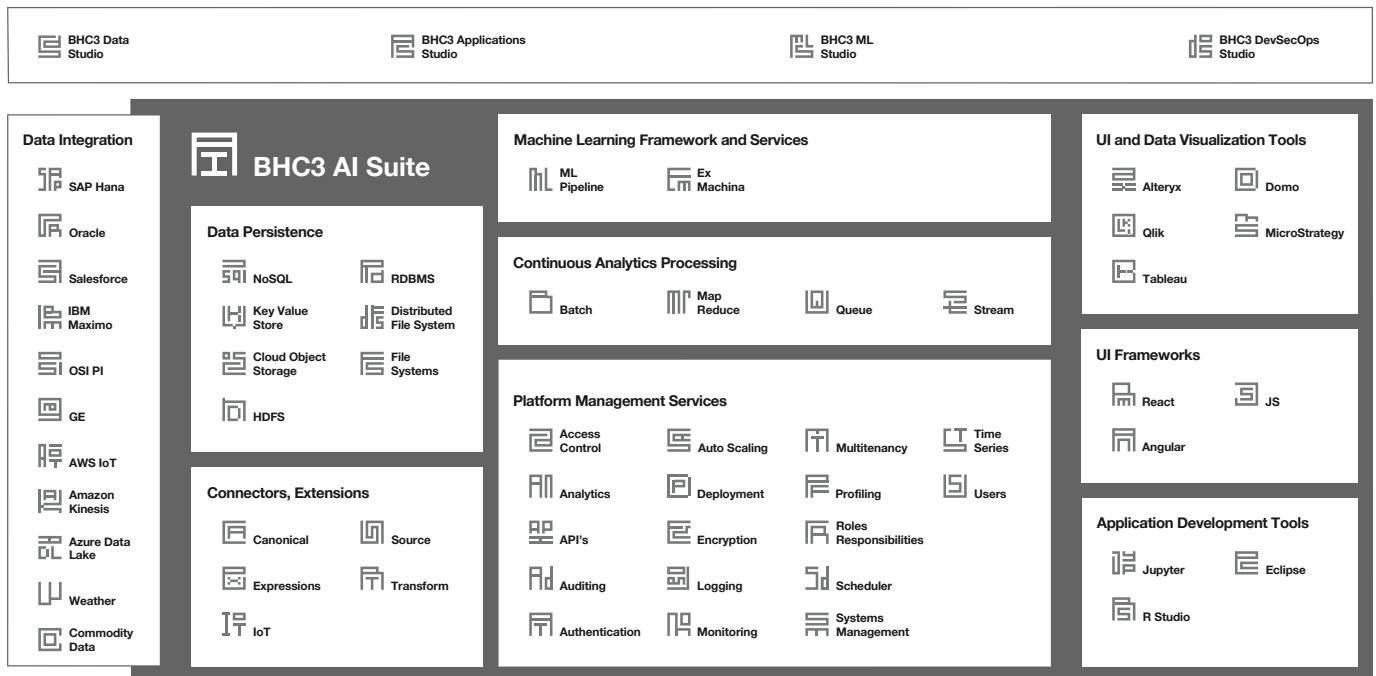 BHC3 Data
Studio
BHC3 Applications
Studio
BHC3 ML
Studio
BHC3 DevSecOps
Studio
Data Integration
SAP Hana
Oracle
Salesforce
IBM
Maximo
OSI PI
GE
AWS IoT
Amazon
Kinesis
Azure Data
Lake
Weather
Commodity
Data
BHC3 AI Suite
Data Persistence
NoSQL
RDBMS
Key Value
Store
Distributed
File System
Cloud Object
Storage
File
Systems
HDFS
Connectors, Extensions
Canonical
Source
Expressions
Transform
IoT
Machine Learning Framework and Services
ML
Pipeline
Ex
Machina
Continuous Analytics Processing
Batch
Map
Reduce
Queue
Stream
Platform Management Services
Access
Control
Auto Scaling
Multitenancy
Time
Series
Analytics
Deployment
Profiling
Users
API's
Encryption
Roles
Responsibilities
Auditing
Logging
Scheduler
Authentication
Monitoring
Systems
Management
UI and Data Visualization Tools
Alteryx
Domo
Qlik
MicroStrategy
Tableau
UI Frameworks
React
JS
Angular
Application Development Tools
Jupyter
Eclipse
R Studio